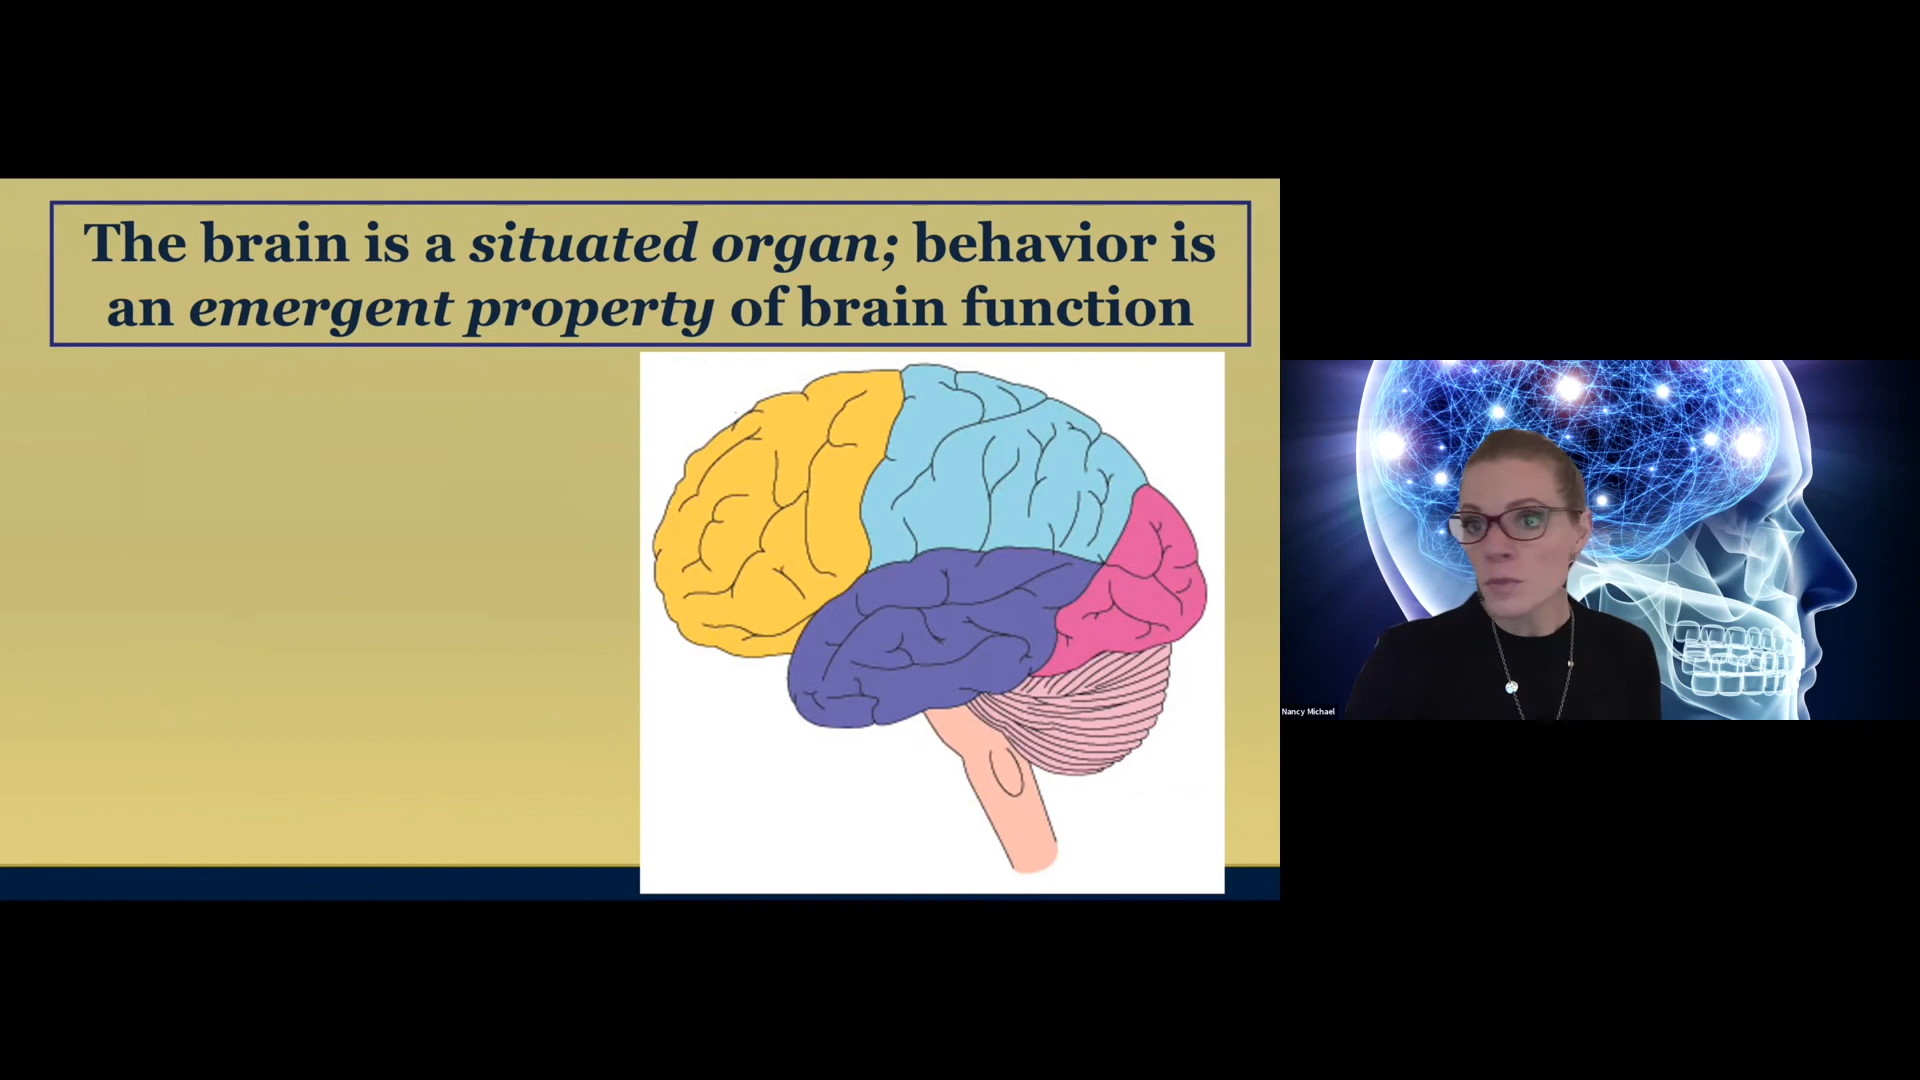 The brain is a situated organ; behavior is
an emergent property of brain function
Nancy Michael